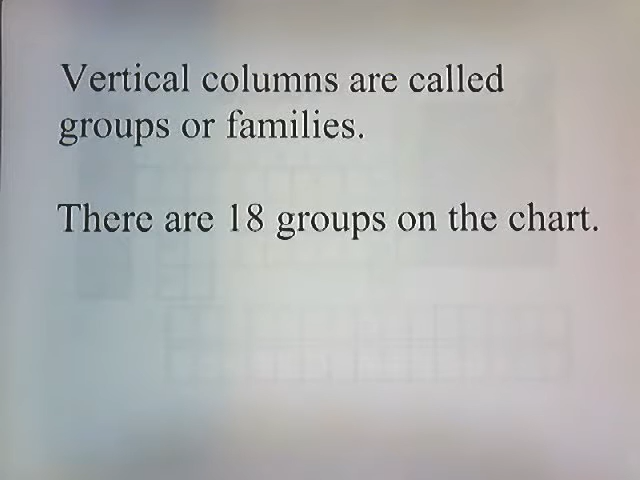 Vertical columns are called
groups or families.
There are 18 groups on the chart.